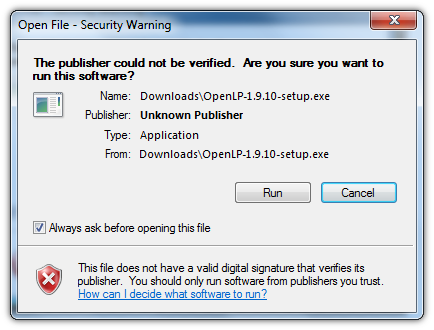 Open File - Security Warning
The publisher could not be verified.  Are you sure you want to
run this software?
Name: Downloads\OpenLP-1.9.10-setup.exe
Publisher: Unknown Publisher
Type: Application
From: Downloads\OpenLP-1.9.10-setup.exe
Run Cancel
Always ask before opening this file
This file does not have a valid digital signature that verifies its
publisher.  You should only run software from publishers you trust.
How can I decide what software to run?